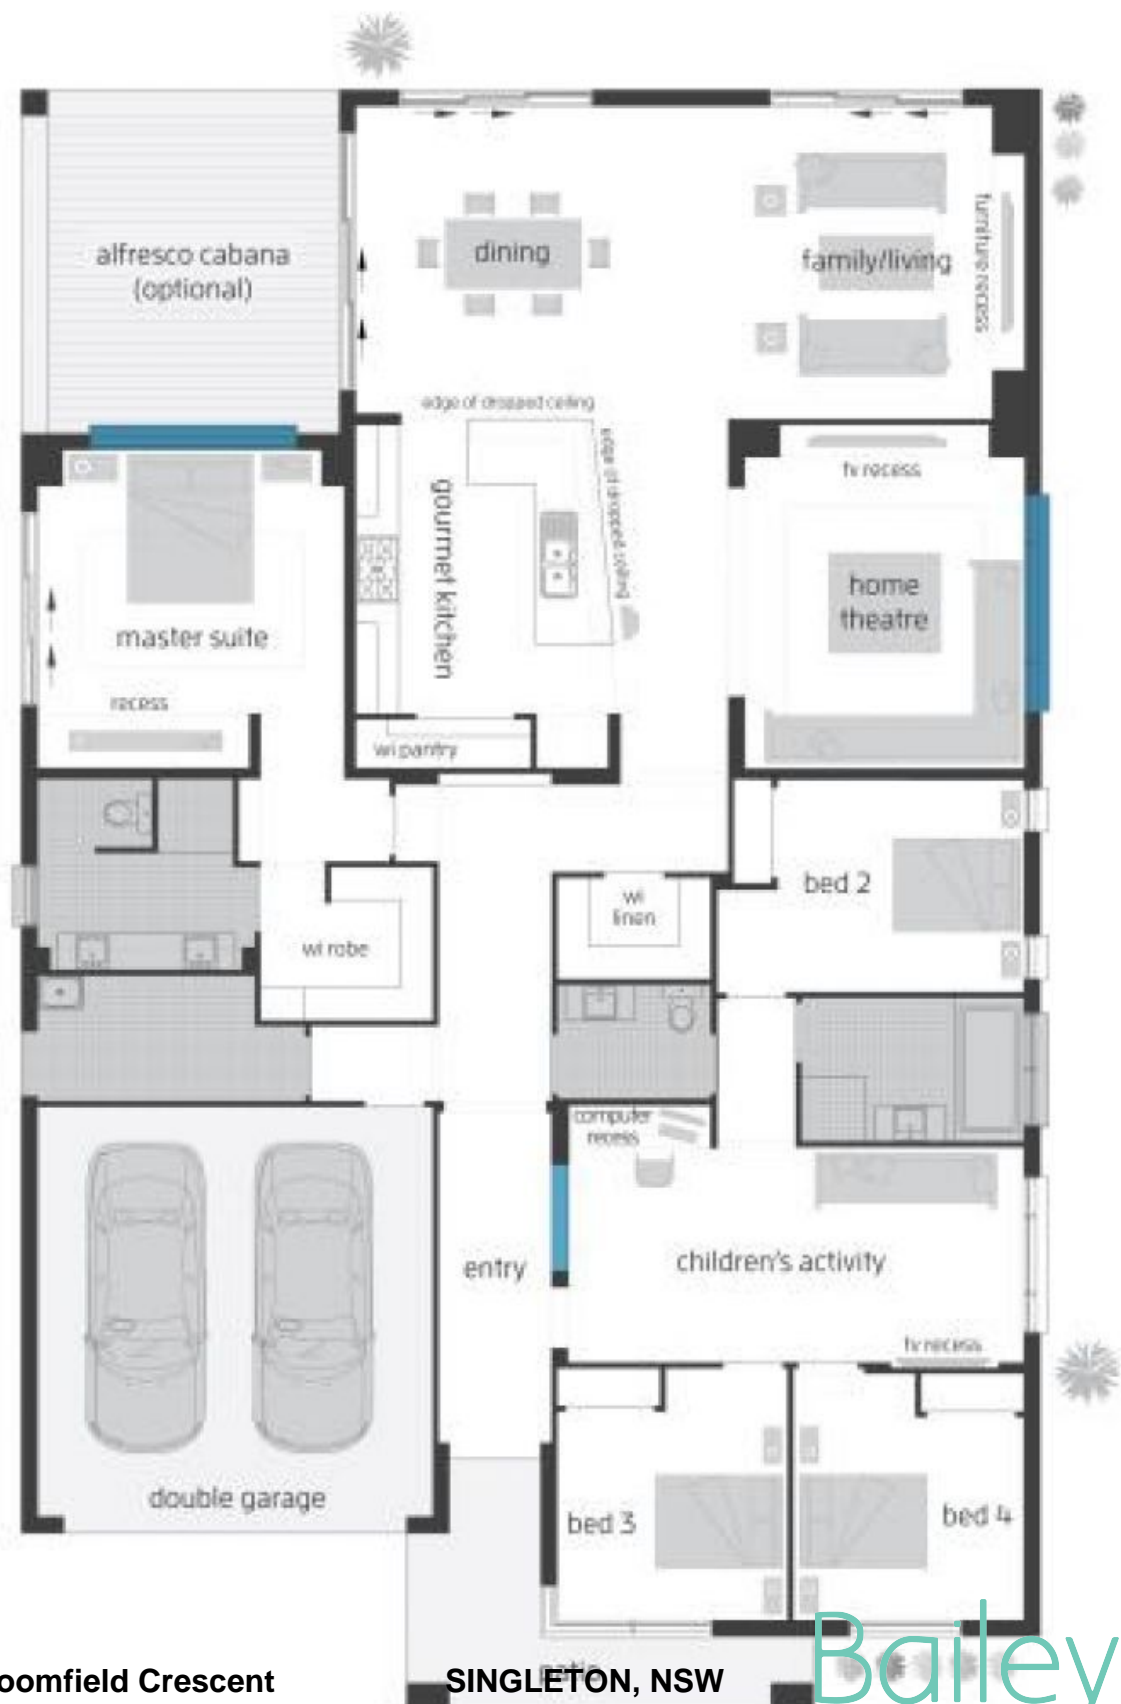 alfresco cabana
(optional)
dining
family/living
furniture recess
edge of dropped ceiling
edge of dropped ceiling
gourmet kitchen
tv recess
home
theatre
master suite
recess
wi pantry
bed 2
wi
linen
wi robe
computer
recess
entry
children's activity
tv recess
double garage
bed 3
bed 4
patio
oomfield Crescent
SINGLETON, NSW
Bailey